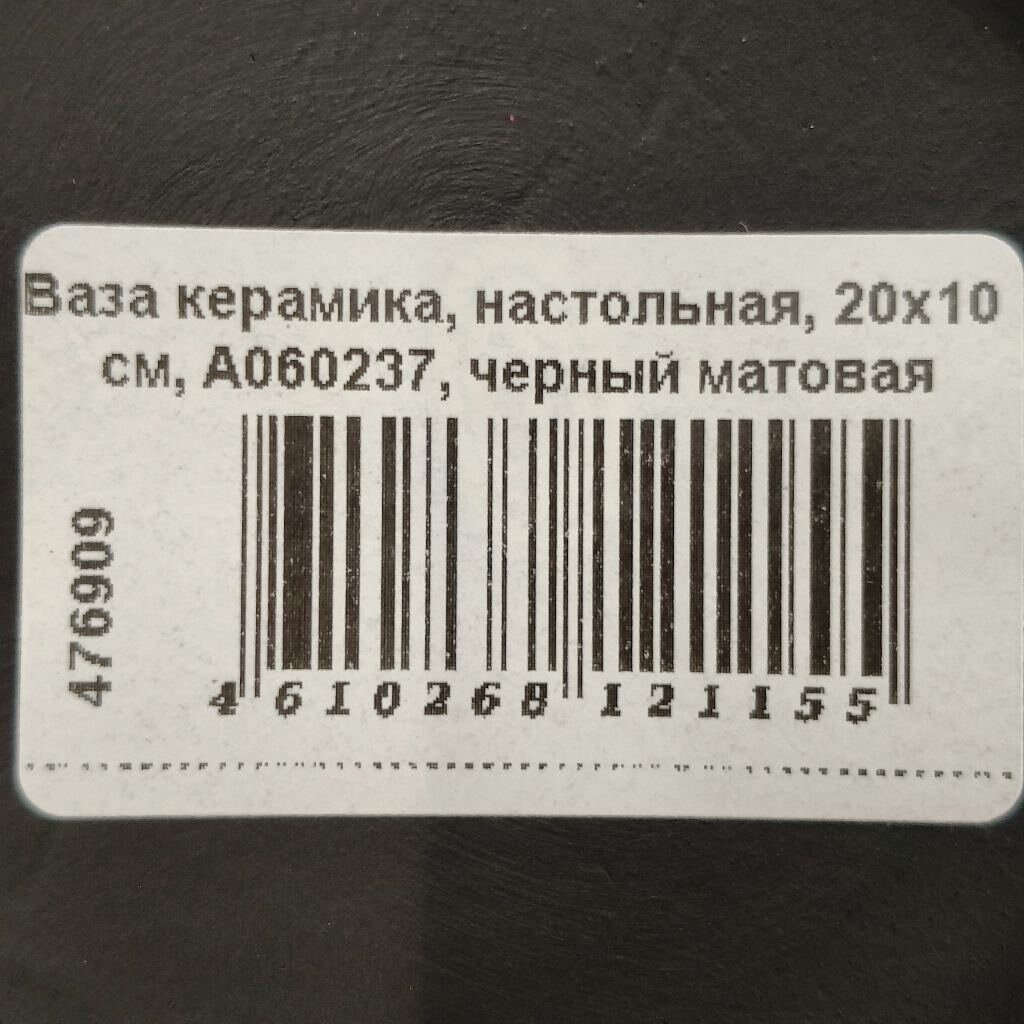 Ваза керамика, настольная, 20х10
см, А060237, черный матовая
476909
4 610268 121155